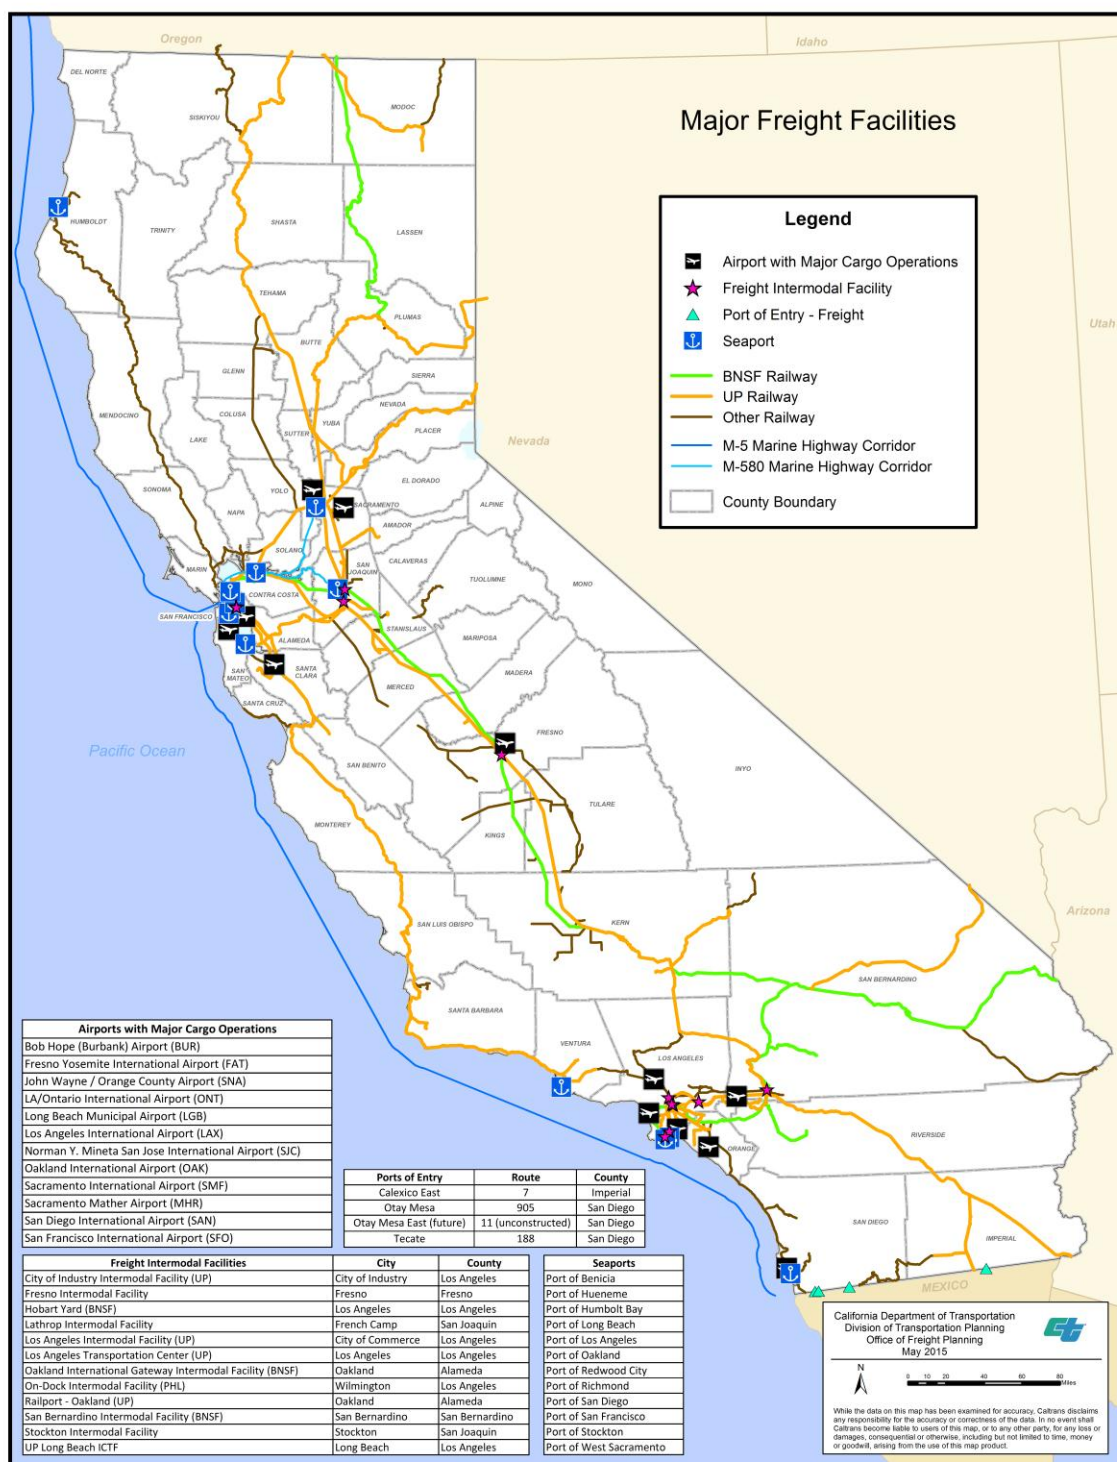 Oregon
Idaho
DEL NORTE
SISKIYOU
MODOC
Major Freight Facilities
HUMBOLDT
TRINITY
SHASTA
LASSEN
Legend
Airport with Major Cargo Operations
Freight Intermodal Facility
Port of Entry - Freight
Seaport
BNSF Railway
UP Railway
Other Railway
M-5 Marine Highway Corridor
M-580 Marine Highway Corridor
County Boundary
Utah
Nevada
TEHAMA
PLUMAS
BUTTE
GLENN
SIERRA
MENDOCINO
COLUSA
NEVADA
YUBA
SUTTER
PLACER
LAKE
EL DORADO
SONOMA
YOLO
SACRAMENTO
ALPINE
NAPA
AMADOR
SOLANO
CALAVERAS
MARIN
SAN JOAQUIN
TUOLUMNE
MONO
CONTRA COSTA
SAN FRANCISCO
STANISLAUS
ALAMEDA
MARIPOSA
SAN MATEO
SANTA CLARA
MERCED
MADERA
SANTA CRUZ
FRESNO
Pacific Ocean
SAN BENITO
INYO
TULARE
MONTEREY
KINGS
Arizona
SAN LUIS OBISPO
KERN
SAN BERNARDINO
SANTA BARBARA
VENTURA
LOS ANGELES
ORANGE
RIVERSIDE
SAN DIEGO
IMPERIAL
MEXICO
Airports with Major Cargo Operations
Bob Hope (Burbank) Airport (BUR)
Fresno Yosemite International Airport (FAT)
John Wayne / Orange County Airport (SNA)
LA/Ontario International Airport (ONT)
Long Beach Municipal Airport (LGB)
Los Angeles International Airport (LAX)
Norman Y. Mineta San Jose International Airport (SJC)
Oakland International Airport (OAK)
Sacramento International Airport (SMF)
Sacramento Mather Airport (MHR)
San Diego International Airport (SAN)
San Francisco International Airport (SFO)
Ports of Entry Route County
Calexico East 7 Imperial
Otay Mesa 905 San Diego
Otay Mesa East (future) 11 (unconstructed) San Diego
Tecate 188 San Diego
Freight Intermodal Facilities City County
City of Industry Intermodal Facility (UP) City of Industry Los Angeles
Fresno Intermodal Facility Fresno Fresno
Hobart Yard (BNSF) Los Angeles Los Angeles
Lathrop Intermodal Facility French Camp San Joaquin
Los Angeles Intermodal Facility (UP) City of Commerce Los Angeles
Los Angeles Transportation Center (UP) Los Angeles Los Angeles
Oakland International Gateway Intermodal Facility (BNSF) Oakland Alameda
On-Dock Intermodal Facility (PHL) Wilmington Los Angeles
Railport - Oakland (UP) Oakland Alameda
San Bernardino Intermodal Facility (BNSF) San Bernardino San Bernardino
Stockton Intermodal Facility Stockton San Joaquin
UP Long Beach ICTF Long Beach Los Angeles
Seaports
Port of Benicia
Port of Hueneme
Port of Humbolt Bay
Port of Long Beach
Port of Los Angeles
Port of Oakland
Port of Redwood City
Port of Richmond
Port of San Diego
Port of San Francisco
Port of Stockton
Port of West Sacramento
California Department of Transportation
Division of Transportation Planning
Office of Freight Planning
May 2015
N
0 10 20 40 60 80
Miles
While the data on this map has been examined for accuracy, Caltrans disclaims
any responsibility for the accuracy or correctness of the data. In no event shall
Caltrans become liable to users of this map, or to any other party, for any loss or
damages, consequential or otherwise, including but not limited to time, money
or goodwill, arising from the use of this map product.